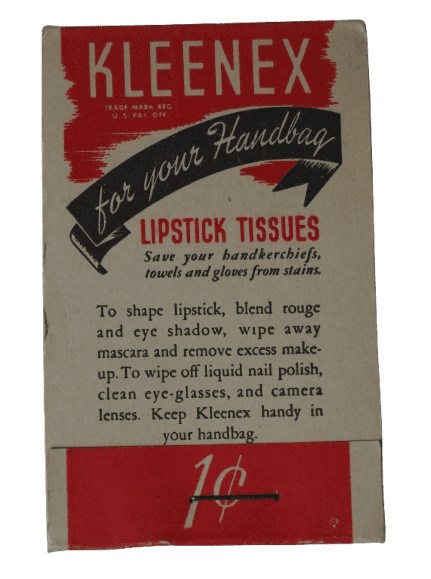 KLEENEX
TRADE MARK REG
U.S. PAT. OFF.
for your Handbag
LIPSTICK TISSUES
Save your handkerchiefs,
towels and gloves from stains.
To shape lipstick, blend rouge
and eye shadow, wipe away
mascara and remove excess make-
up. To wipe off liquid nail polish,
clean eye-glasses, and camera
lenses. Keep Kleenex handy in
your handbag.
1¢